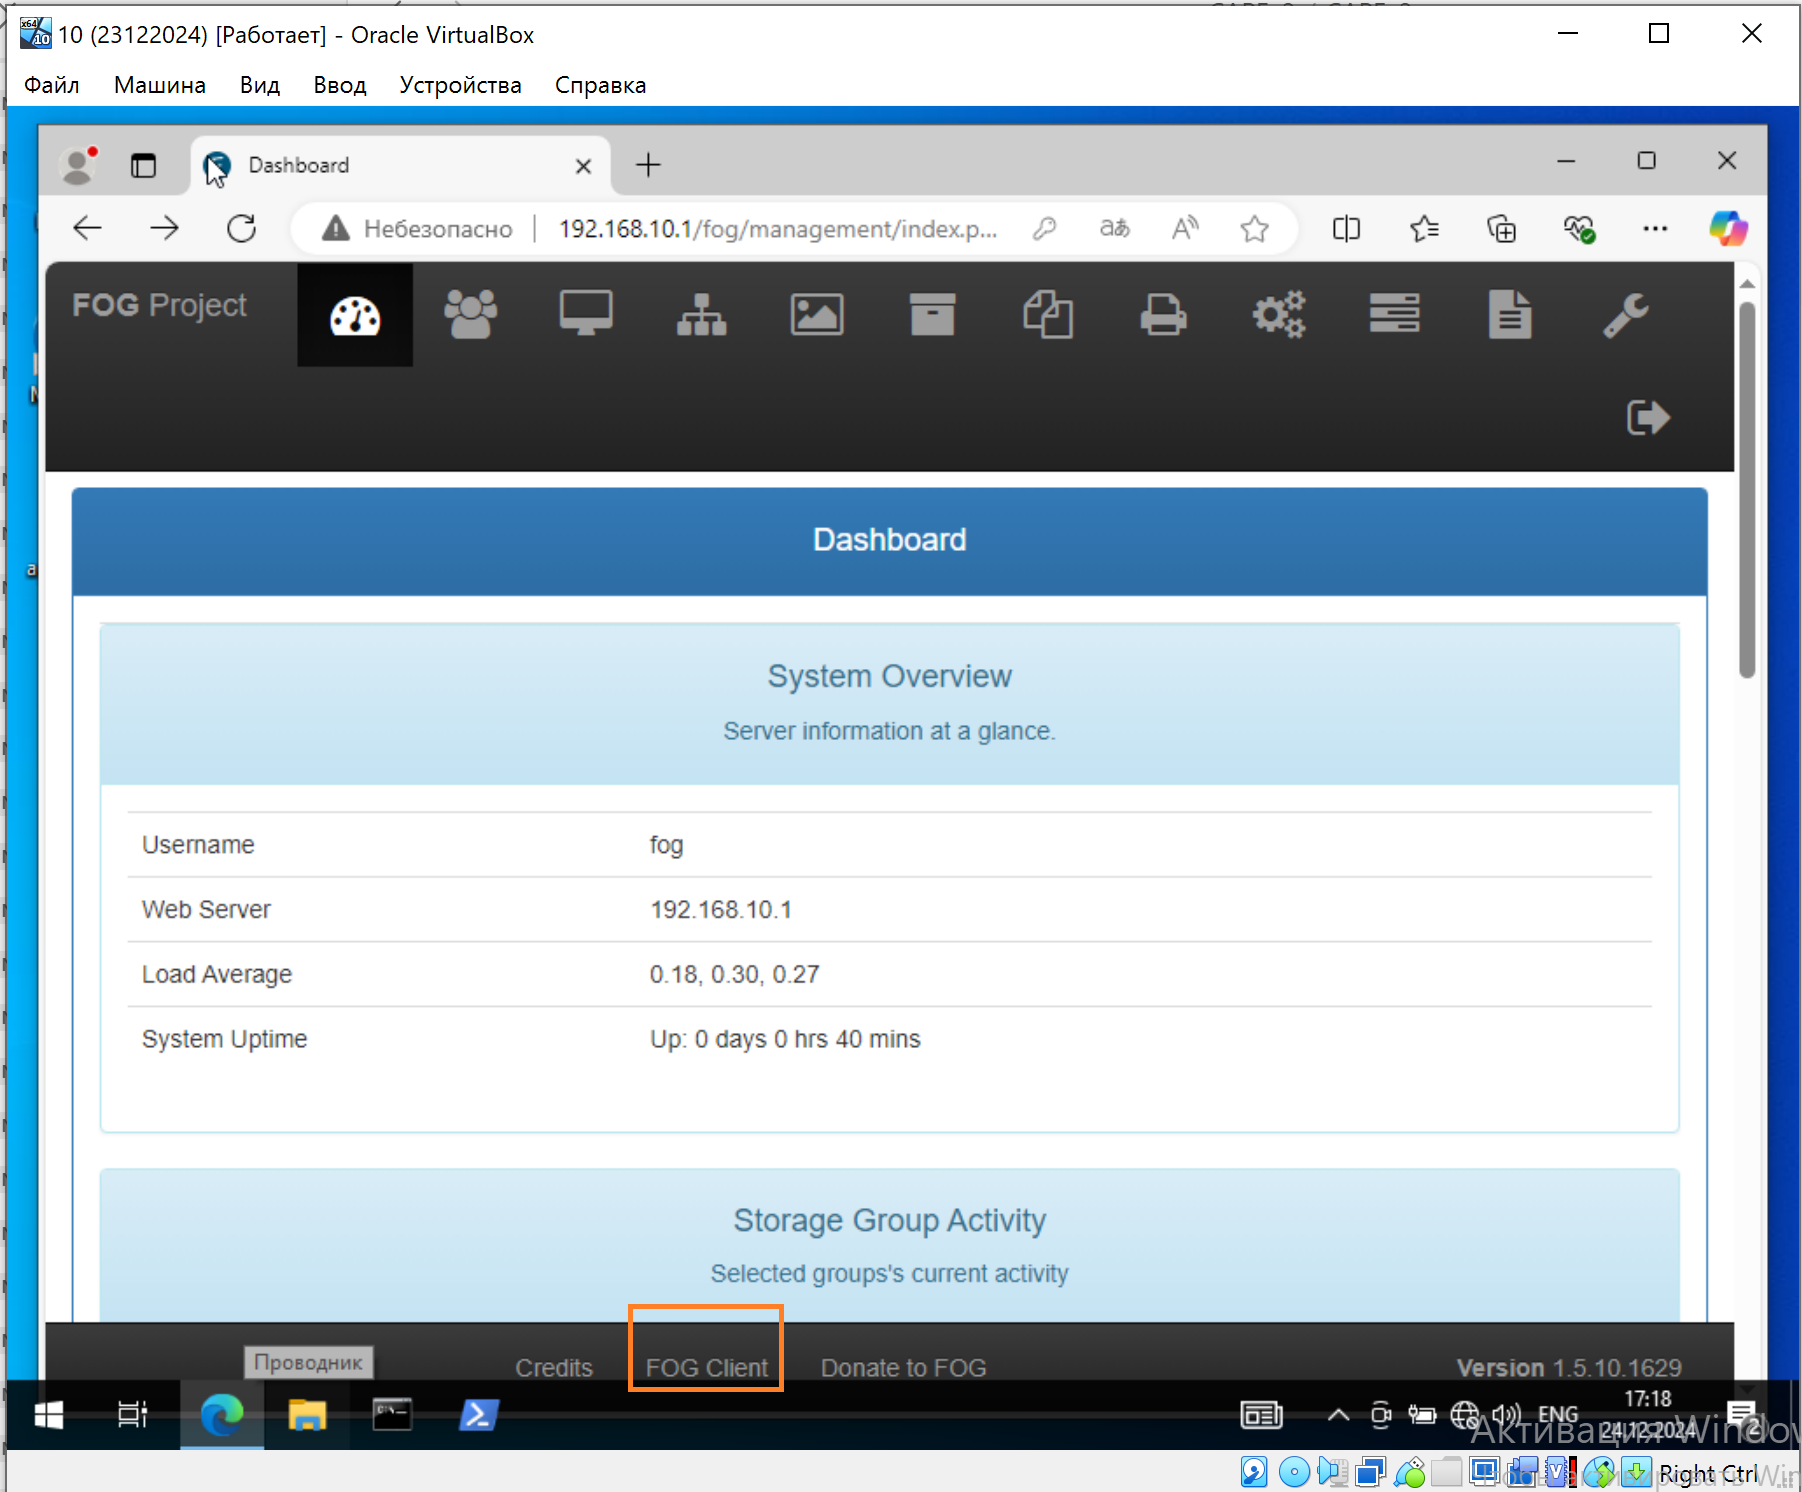 10 (23122024) [Работает] - Oracle VirtualBox
Файл Машина Вид Ввод Устройства Справка
Dashboard
Небезопасно 192.168.10.1/fog/management/index.p...
FOG Project
Dashboard
System Overview
Server information at a glance.
Username fog
Web Server 192.168.10.1
Load Average 0.18, 0.30, 0.27
System Uptime Up: 0 days 0 hrs 40 mins
Storage Group Activity
Selected groups's current activity
Проводник Credits FOG Client Donate to FOG Version 1.5.10.1629
ENG 17:18
24.12.2024 2
Активация Window
Right Ctrl